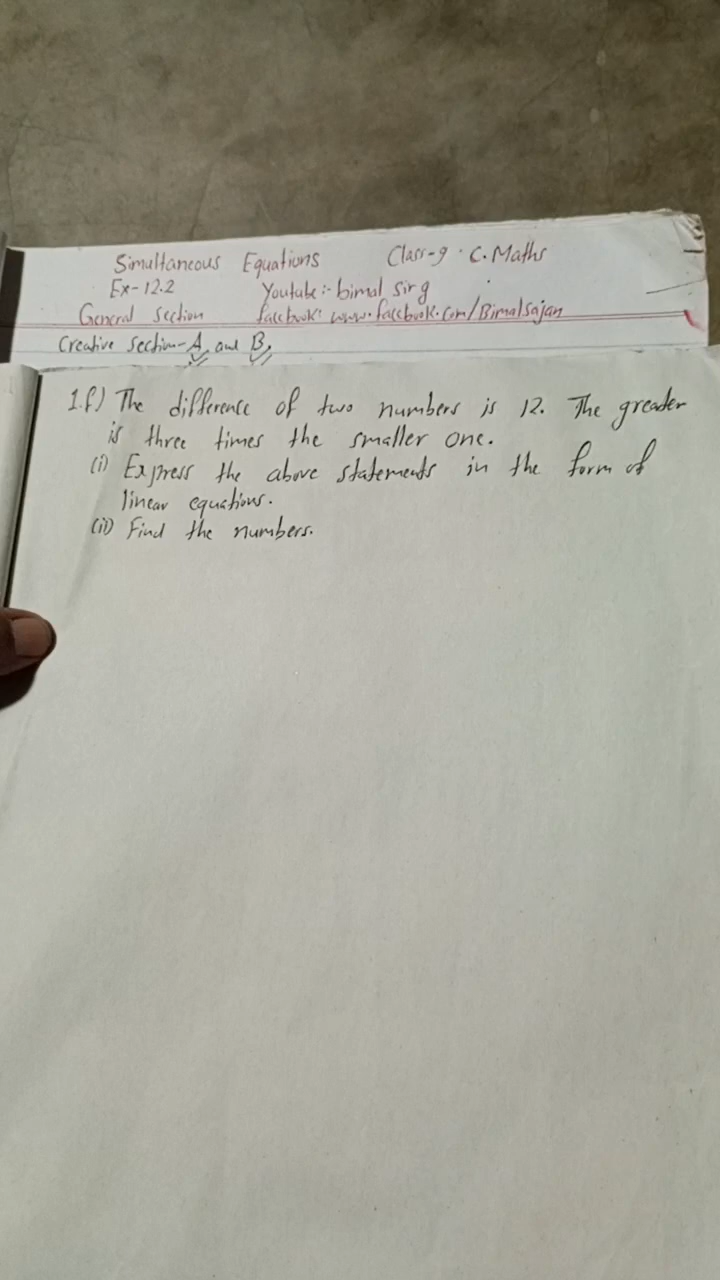 Simultaneous Equations Class-9 C. Maths
Ex-12.2 Youtube:- bimal sir g
General section facebook: www.facebook.com/Bimalsajan
Creative Section-A and B
1.f) The difference of two numbers is 12. The greater
is three times the smaller one.
(i) Express the above statements in the form of
linear equations.
(ii) Find the numbers.